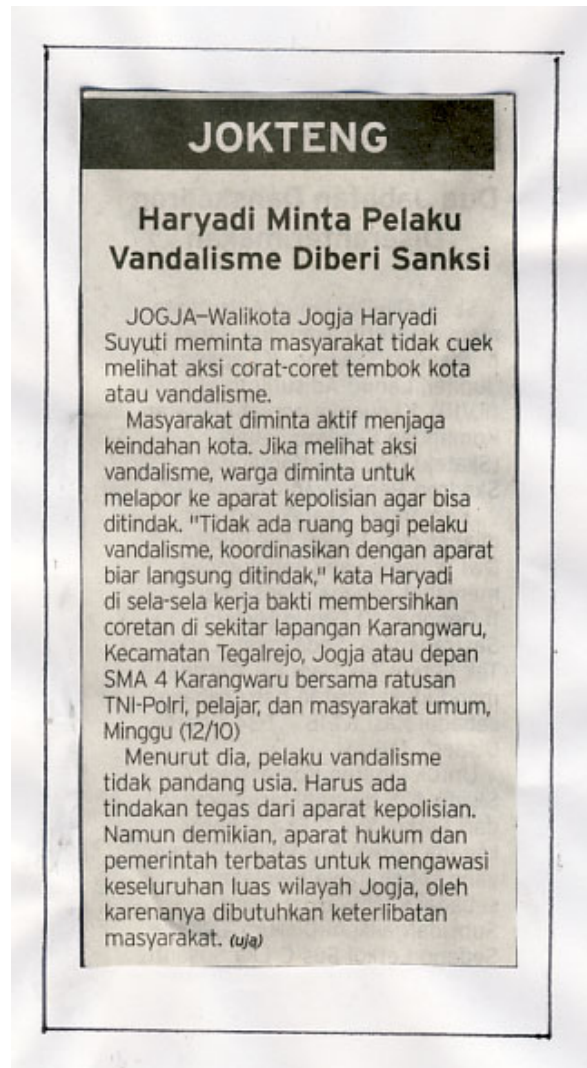 JOKTENG
Haryadi Minta Pelaku
Vandalisme Diberi Sanksi
JOGJA–Walikota Jogja Haryadi
Suyuti meminta masyarakat tidak cuek
melihat aksi corat-coret tembok kota
atau vandalisme.
Masyarakat diminta aktif menjaga
keindahan kota. Jika melihat aksi
vandalisme, warga diminta untuk
melapor ke aparat kepolisian agar bisa
ditindak. "Tidak ada ruang bagi pelaku
vandalisme, koordinasikan dengan aparat
biar langsung ditindak," kata Haryadi
di sela-sela kerja bakti membersihkan
coretan di sekitar lapangan Karangwaru,
Kecamatan Tegalrejo, Jogja atau depan
SMA 4 Karangwaru bersama ratusan
TNI-Polri, pelajar, dan masyarakat umum,
Minggu (12/10)
Menurut dia, pelaku vandalisme
tidak pandang usia. Harus ada
tindakan tegas dari aparat kepolisian.
Namun demikian, aparat hukum dan
pemerintah terbatas untuk mengawasi
keseluruhan luas wilayah Jogja, oleh
karenanya dibutuhkan keterlibatan
masyarakat. (uja)